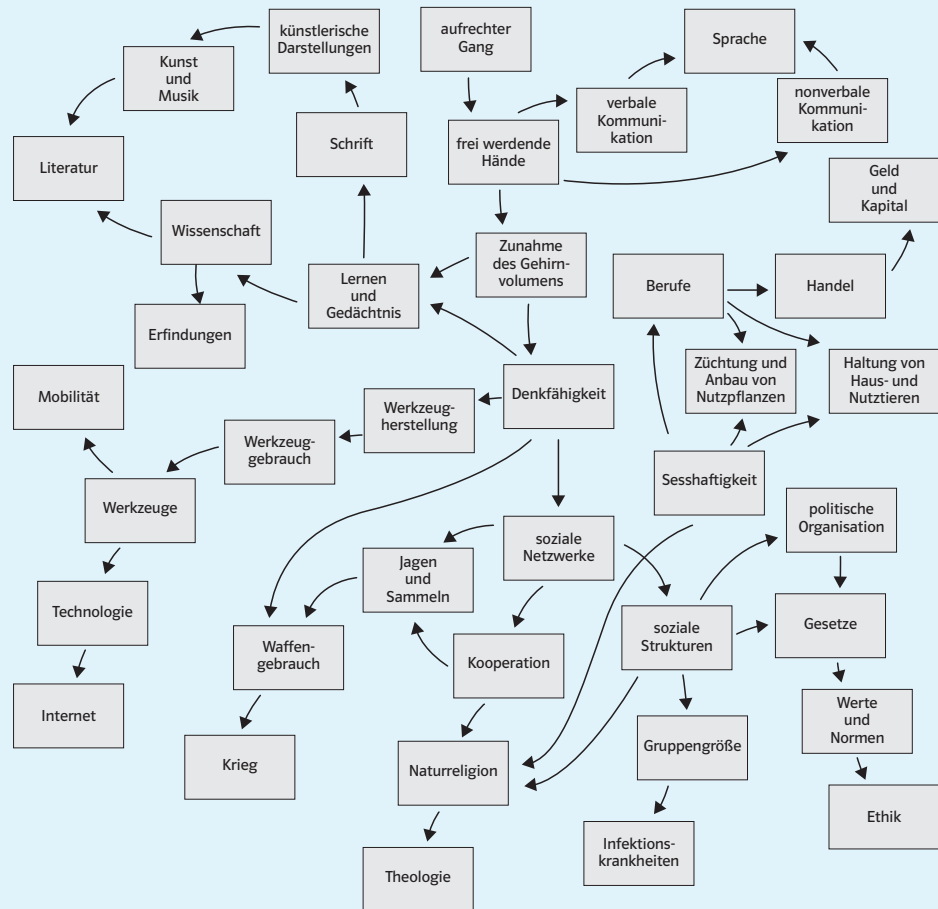 künstlerische
Darstellungen
aufrechter
Gang
Sprache
Kunst
und
Musik
verbale
Kommuni-
kation
nonverbale
Kommuni-
kation
Schrift
frei werdende
Hände
Literatur
Geld
und
Kapital
Wissenschaft
Zunahme
des Gehirn-
volumens
Lernen
und
Gedächtnis
Berufe
Handel
Erfindungen
Züchtung und
Anbau von
Nutzpflanzen
Haltung von
Haus- und
Nutztieren
Mobilität
Denkfähigkeit
Werkzeug-
herstellung
Werkzeug-
gebrauch
Sesshaftigkeit
Werkzeuge
politische
Organisation
soziale
Netzwerke
Jagen
und
Sammeln
Technologie
Gesetze
soziale
Strukturen
Waffen-
gebrauch
Kooperation
Internet
Werte
und
Normen
Gruppengröße
Krieg
Naturreligion
Ethik
Infektions-
krankheiten
Theologie